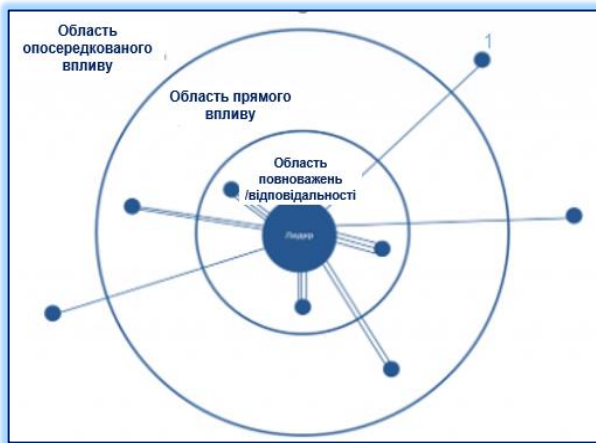 Область
опосередкованого
впливу
1
Область прямого
впливу
Область
повноважень
/відповідальності
Лидер